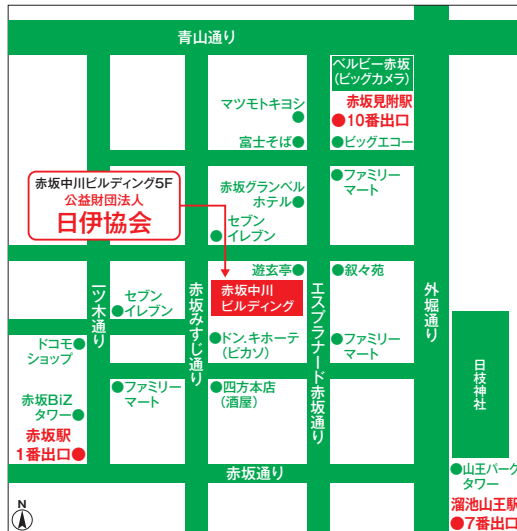 青山通り
ベルビー赤坂
(ビッグカメラ)
マツモトキヨシ
赤坂見附駅
10番出口
富士そば
ビッグエコー
赤坂中川ビルディング5F
公益財団法人
日伊協会
赤坂グランベル
ホテル
ファミリー
マート
セブン
イレブン
遊玄亭
叙々苑
一ツ木通り
セブン
イレブン
赤坂みすじ通り
赤坂中川
ビルディング
エスプラナード赤坂通り
外堀通り
ドコモ
ショップ
ドン.キホーテ
(ピカソ)
ファミリー
マート
日枝神社
赤坂BiZ
タワー
ファミリー
マート
四方本店
(酒屋)
赤坂駅
1番出口
赤坂通り
山王パーク
タワー
溜池山王駅
7番出口
N